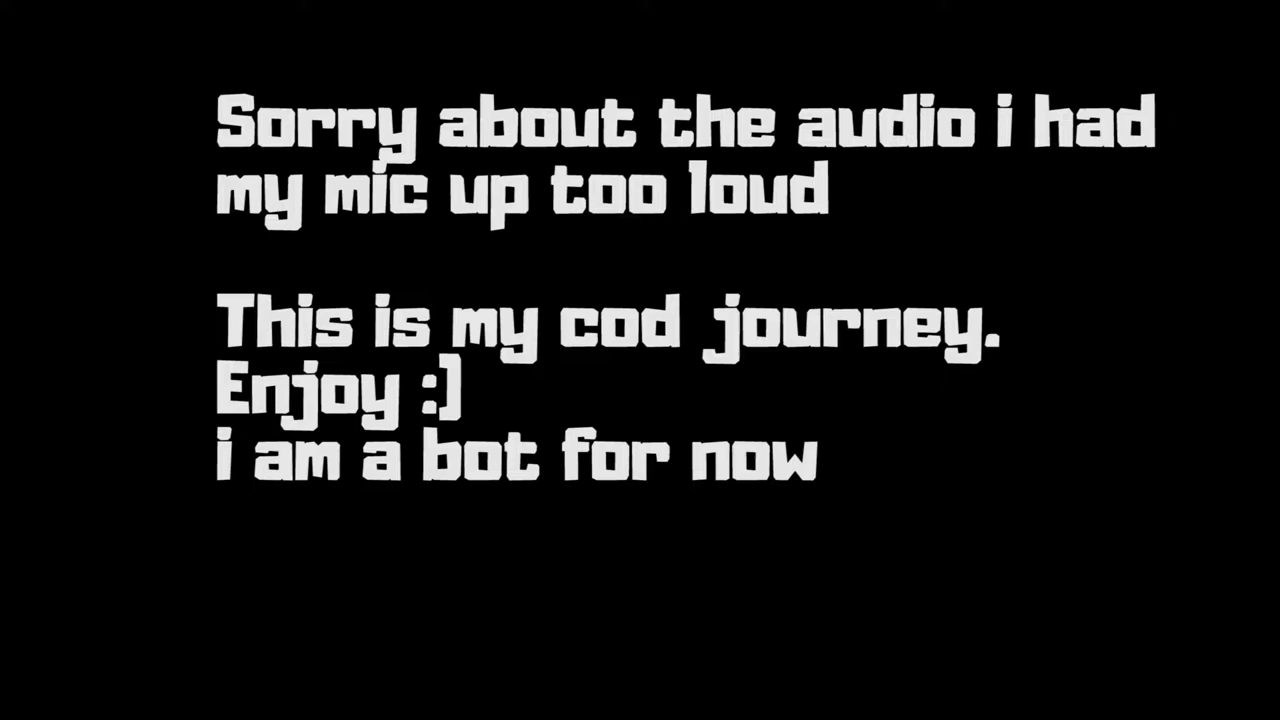 Sorry about the audio i had
my mic up too loud
This is my cod journey.
Enjoy :)
i am a bot for now